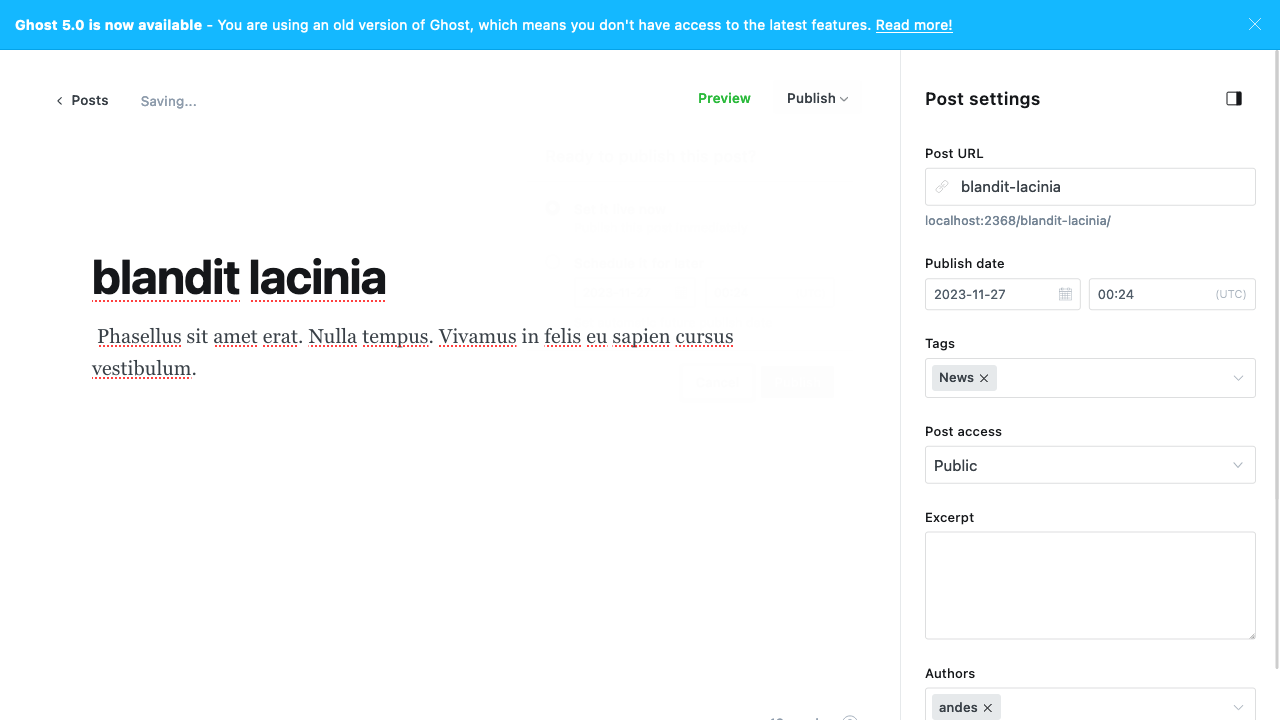 Ghost 5.0 is now available - You are using an old version of Ghost, which means you don't have access to the latest features. Read more!
Posts
Saving...
Preview
Publish
blandit lacinia
Phasellus sit amet erat. Nulla tempus. Vivamus in felis eu sapien cursus
vestibulum.
Post settings
Post URL
blandit-lacinia
localhost:2368/blandit-lacinia/
Publish date
2023-11-27
00:24
(UTC)
Tags
News
Post access
Public
Excerpt
Authors
andes